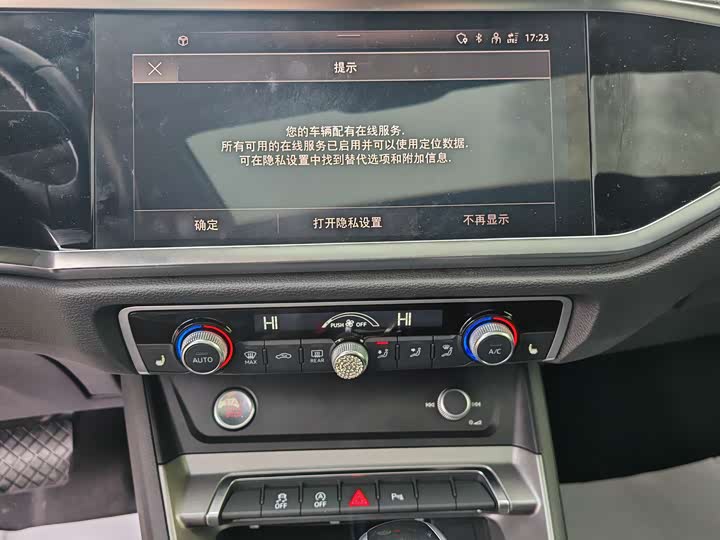 17:23
提示
您的车辆配有在线服务.
所有可用的在线服务已启用并可以使用定位数据.
可在隐私设置中找到替代选项和附加信息.
确定 打开隐私设置 不再显示
HI PUSH OFF HI
AUTO MAX REAR A/C
OFF OFF P